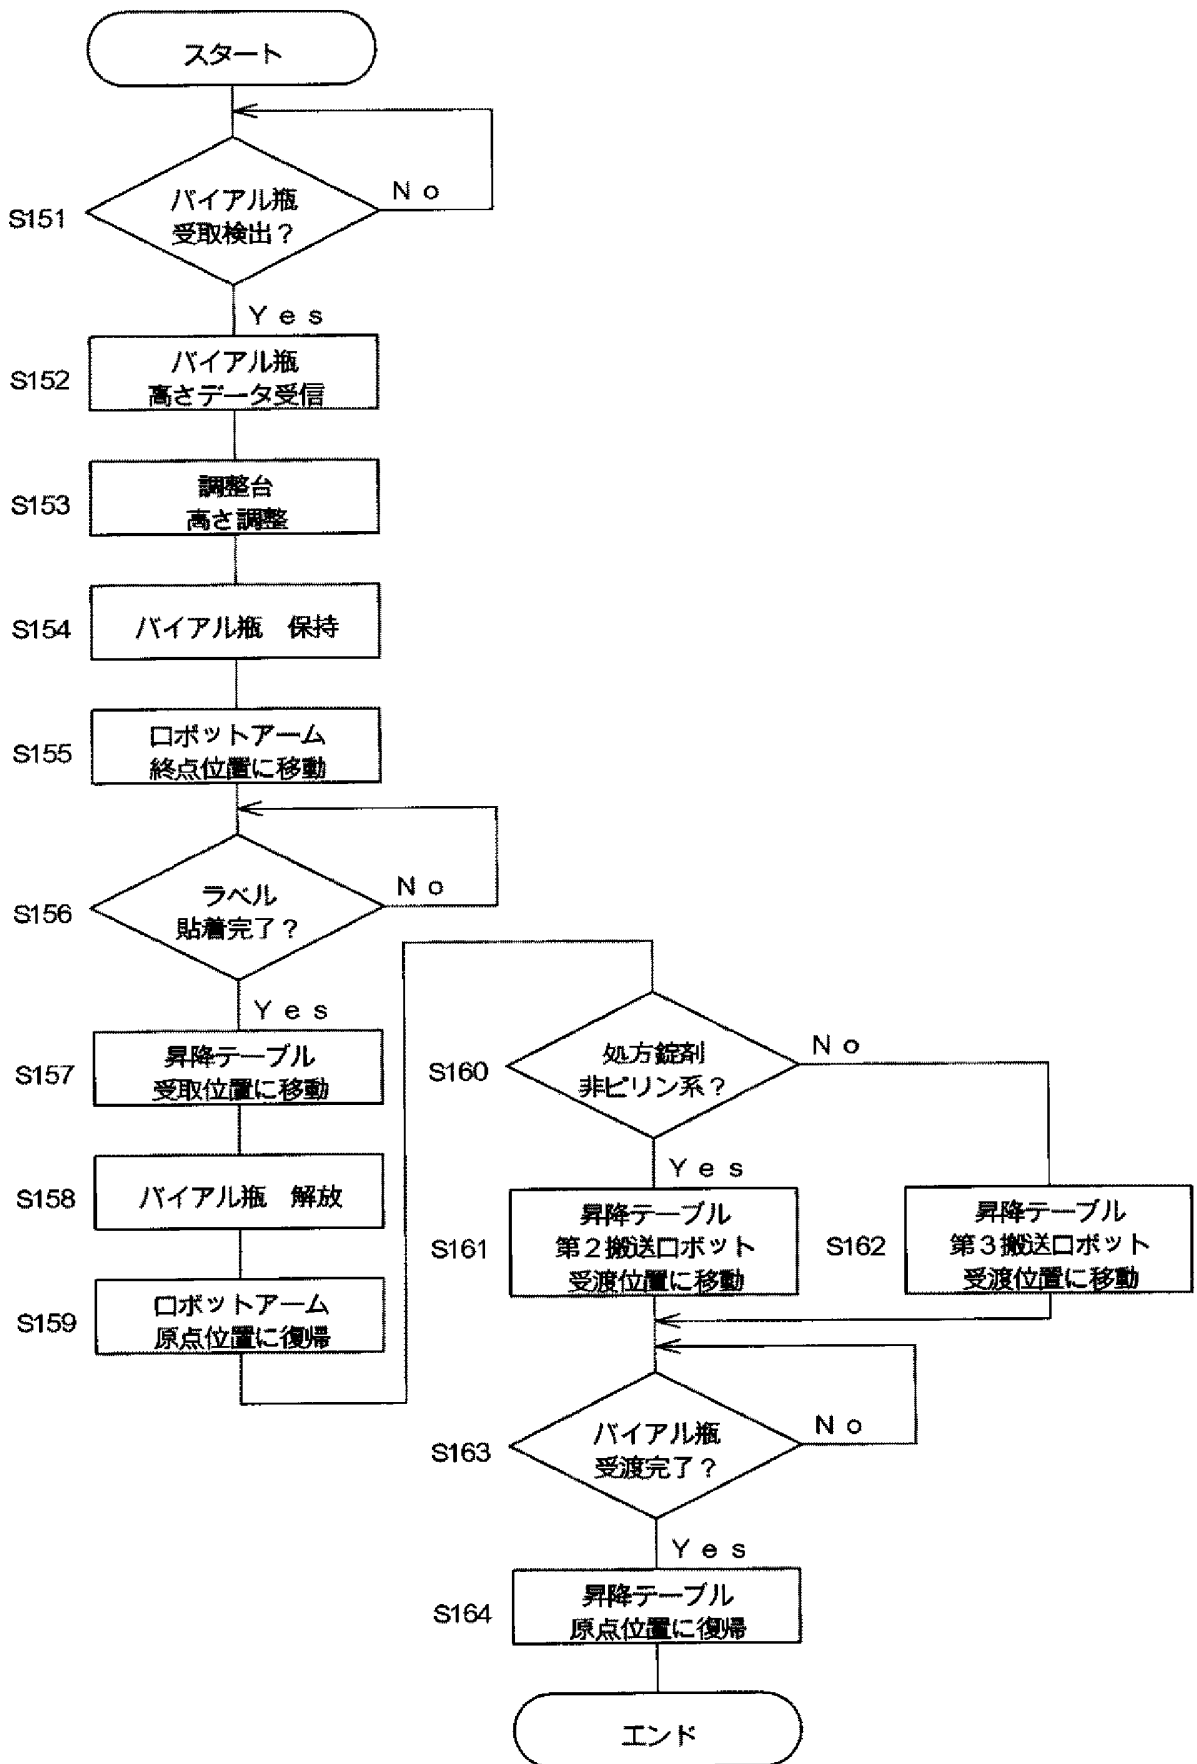 スタート
S151
バイアル瓶
受取検出？
No
Yes
S152
バイアル瓶
高さデータ受信
S153
調整台
高さ調整
S154
バイアル瓶　保持
S155
ロボットアーム
終点位置に移動
S156
ラベル
貼着完了？
No
Yes
S157
昇降テーブル
受取位置に移動
S158
バイアル瓶　解放
S159
ロボットアーム
原点位置に復帰
S160
処方錠剤
非ピリン系？
No
Yes
S161
昇降テーブル
第２搬送ロボット
受渡位置に移動
S162
昇降テーブル
第３搬送ロボット
受渡位置に移動
S163
バイアル瓶
受渡完了？
No
Yes
S164
昇降テーブル
原点位置に復帰
エンド